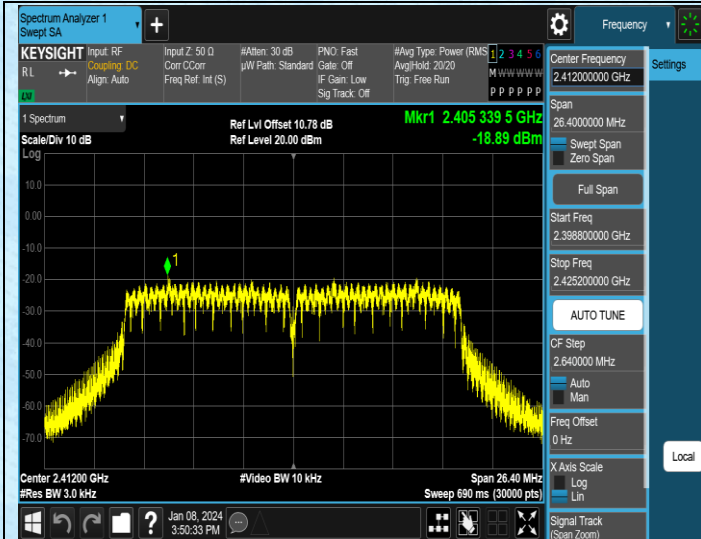 Spectrum Analyzer 1
Swept SA
+
Frequency
KEYSIGHT
RL
LXI
Input: RF
Coupling: DC
Align: Auto
Input Z: 50 Ω
Corr CCorr
Freq Ref: Int (S)
#Atten: 30 dB
µW Path: Standard
PNO: Fast
Gate: Off
IF Gain: Low
Sig Track: Off
#Avg Type: Power (RMS
Avg|Hold: 20/20
Trig: Free Run
1 2 3 4 5 6
M W W W W W
P P P P P P
1 Spectrum
Scale/Div 10 dB
Log
Ref Lvl Offset 10.78 dB
Ref Level 20.00 dBm
Mkr1 2.405 339 5 GHz
-18.89 dBm
10.0
0.00
-10.0
-20.0
-30.0
-40.0
-50.0
-60.0
-70.0
1
Center 2.41200 GHz
#Res BW 3.0 kHz
#Video BW 10 kHz
Span 26.40 MHz
Sweep 690 ms (30000 pts)
?
Jan 08, 2024
3:50:33 PM
Center Frequency
2.412000000 GHz
Span
26.4000000 MHz
Swept Span
Zero Span
Full Span
Start Freq
2.398800000 GHz
Stop Freq
2.425200000 GHz
AUTO TUNE
CF Step
2.640000 MHz
Auto
Man
Freq Offset
0 Hz
X Axis Scale
Log
Lin
Signal Track
(Span Zoom)
Settings
Local